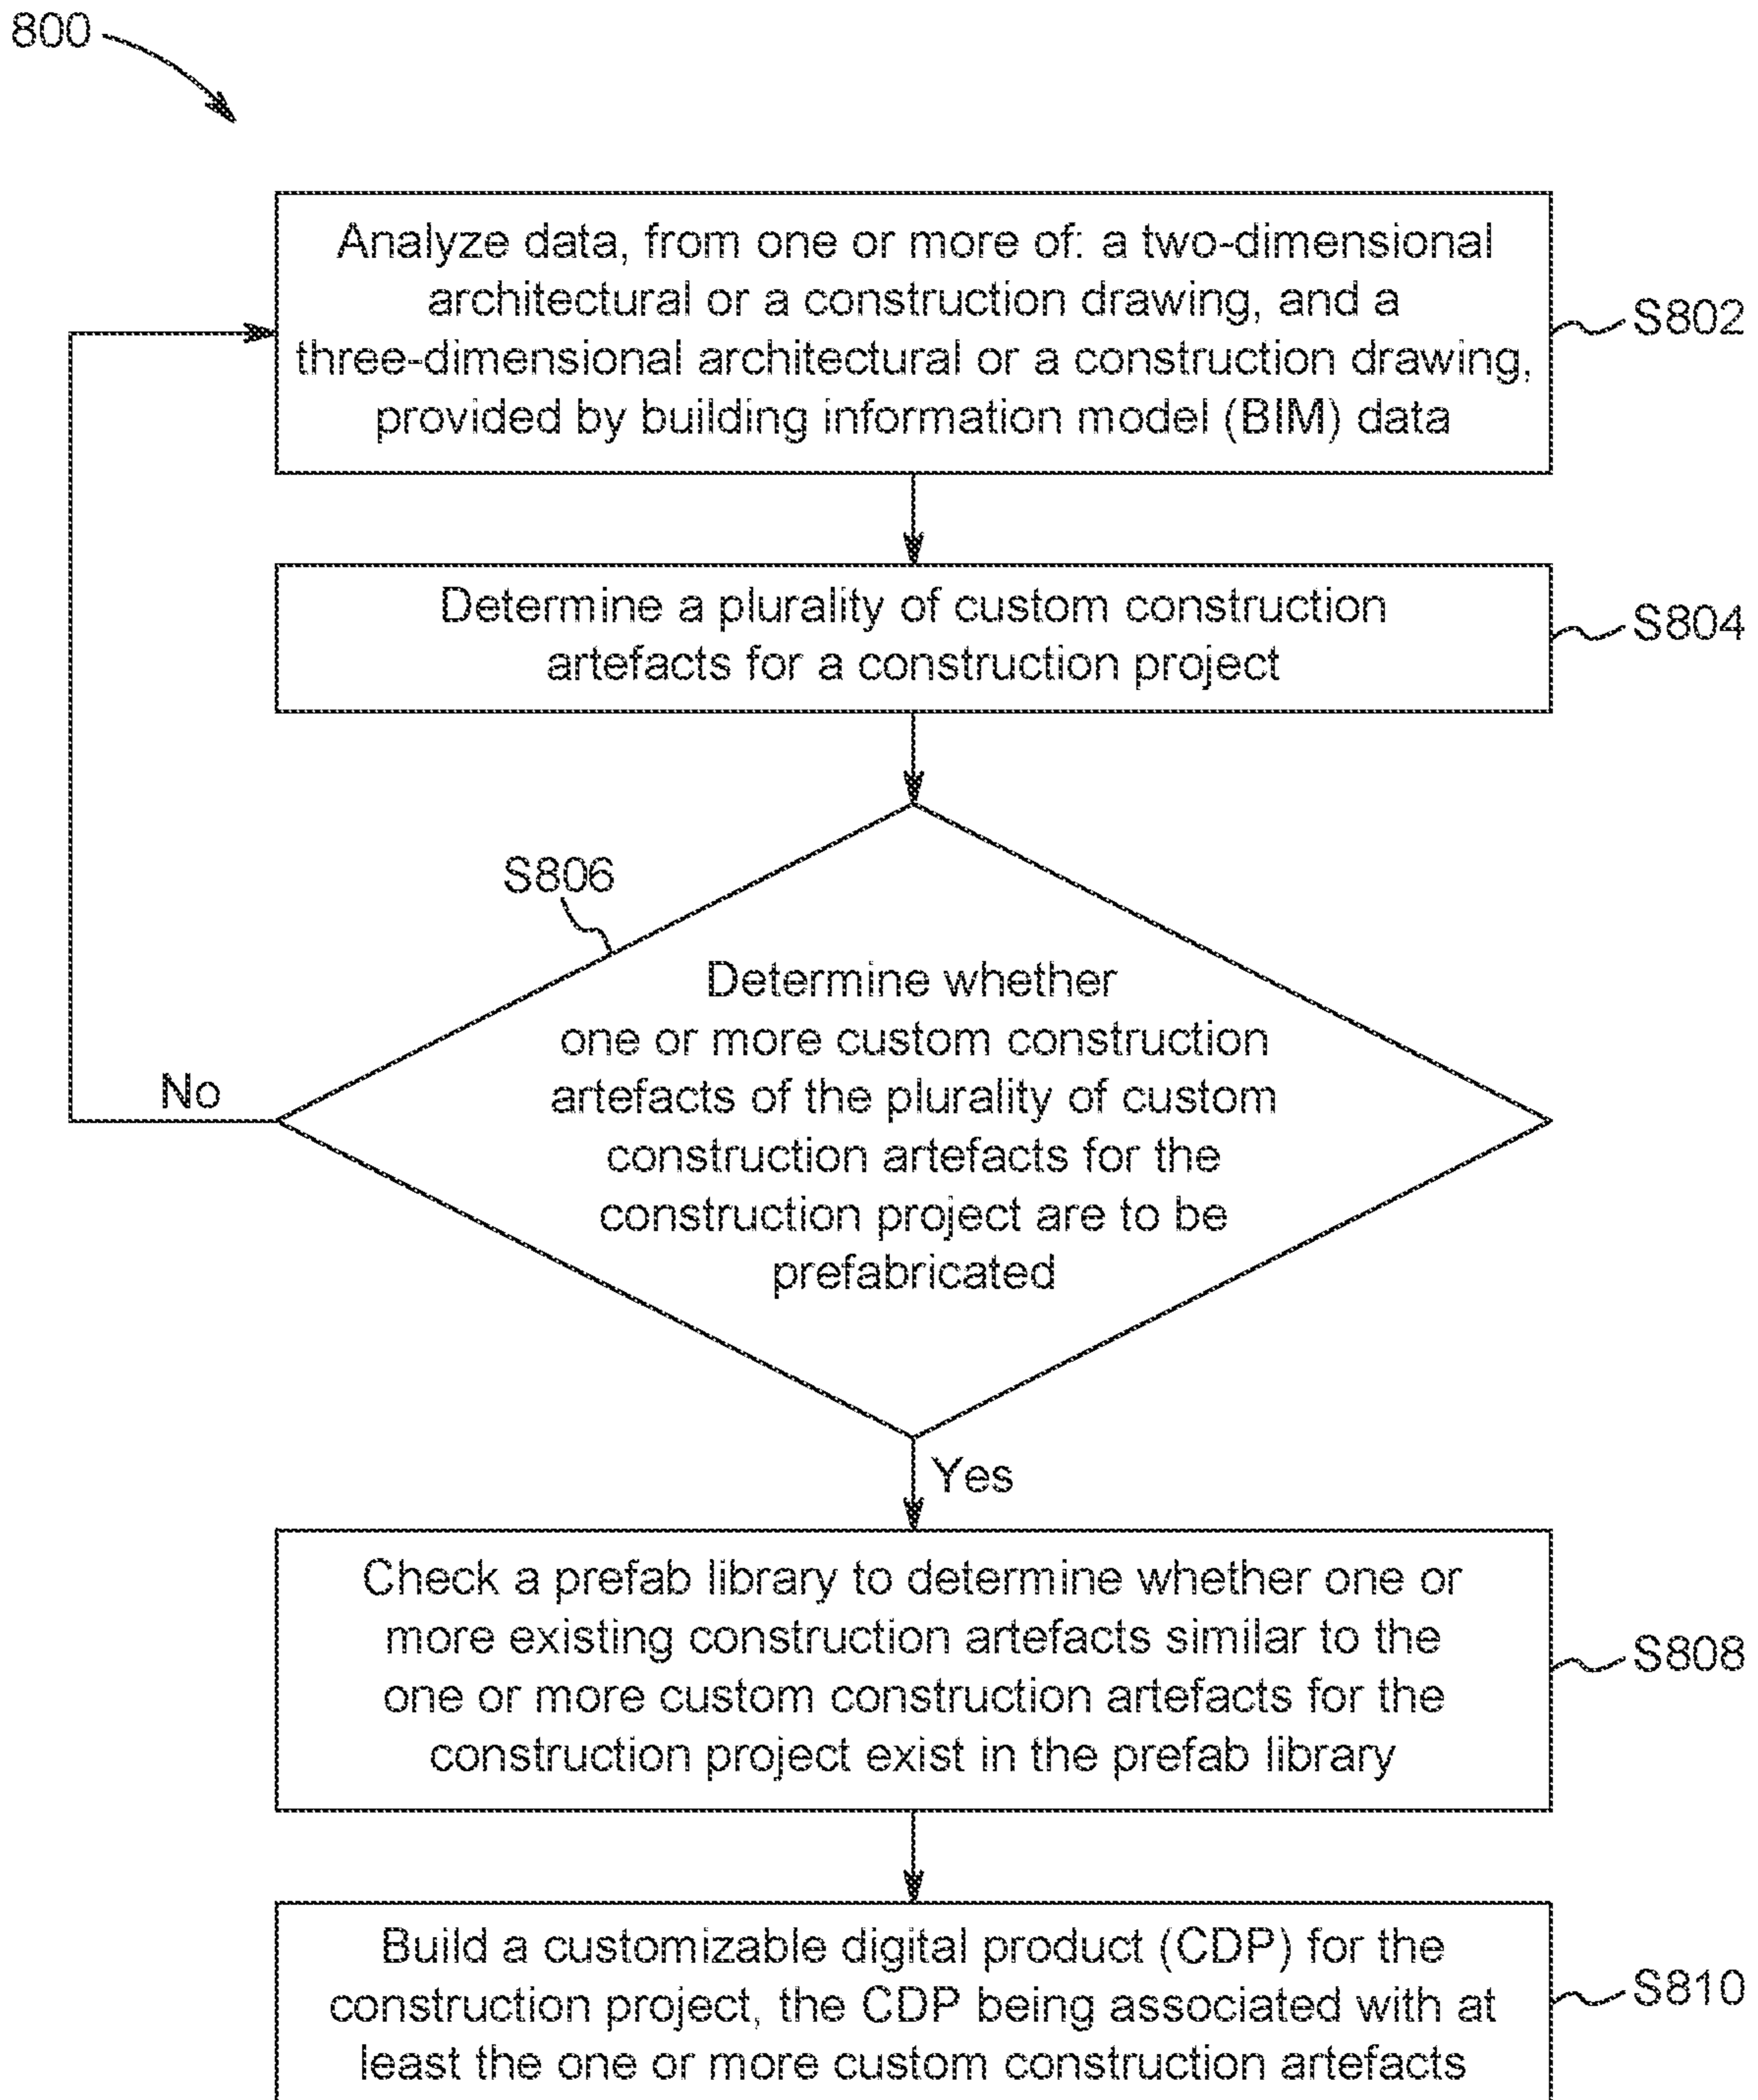 800
Analyze data, from one or more of: a two-dimensional
architectural or a construction drawing, and a
three-dimensional architectural or a construction drawing,
provided by building information model (BIM) data
S802
Determine a plurality of custom construction
artefacts for a construction project
S804
S806
Determine whether
one or more custom construction
artefacts of the plurality of custom
construction artefacts for the
construction project are to be
prefabricated
No
Yes
Check a prefab library to determine whether one or
more existing construction artefacts similar to the
one or more custom construction artefacts for the
construction project exist in the prefab library
S808
Build a customizable digital product (CDP) for the
construction project, the CDP being associated with at
least the one or more custom construction artefacts
S810